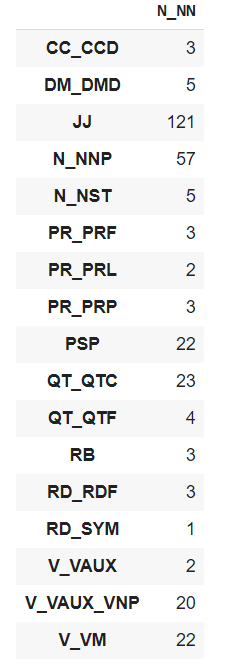 N_NN
CC_CCD 3
DM_DMD 5
JJ 121
N_NNP 57
N_NST 5
PR_PRF 3
PR_PRL 2
PR_PRP 3
PSP 22
QT_QTC 23
QT_QTF 4
RB 3
RD_RDF 3
RD_SYM 1
V_VAUX 2
V_VAUX_VNP 20
V_VM 22